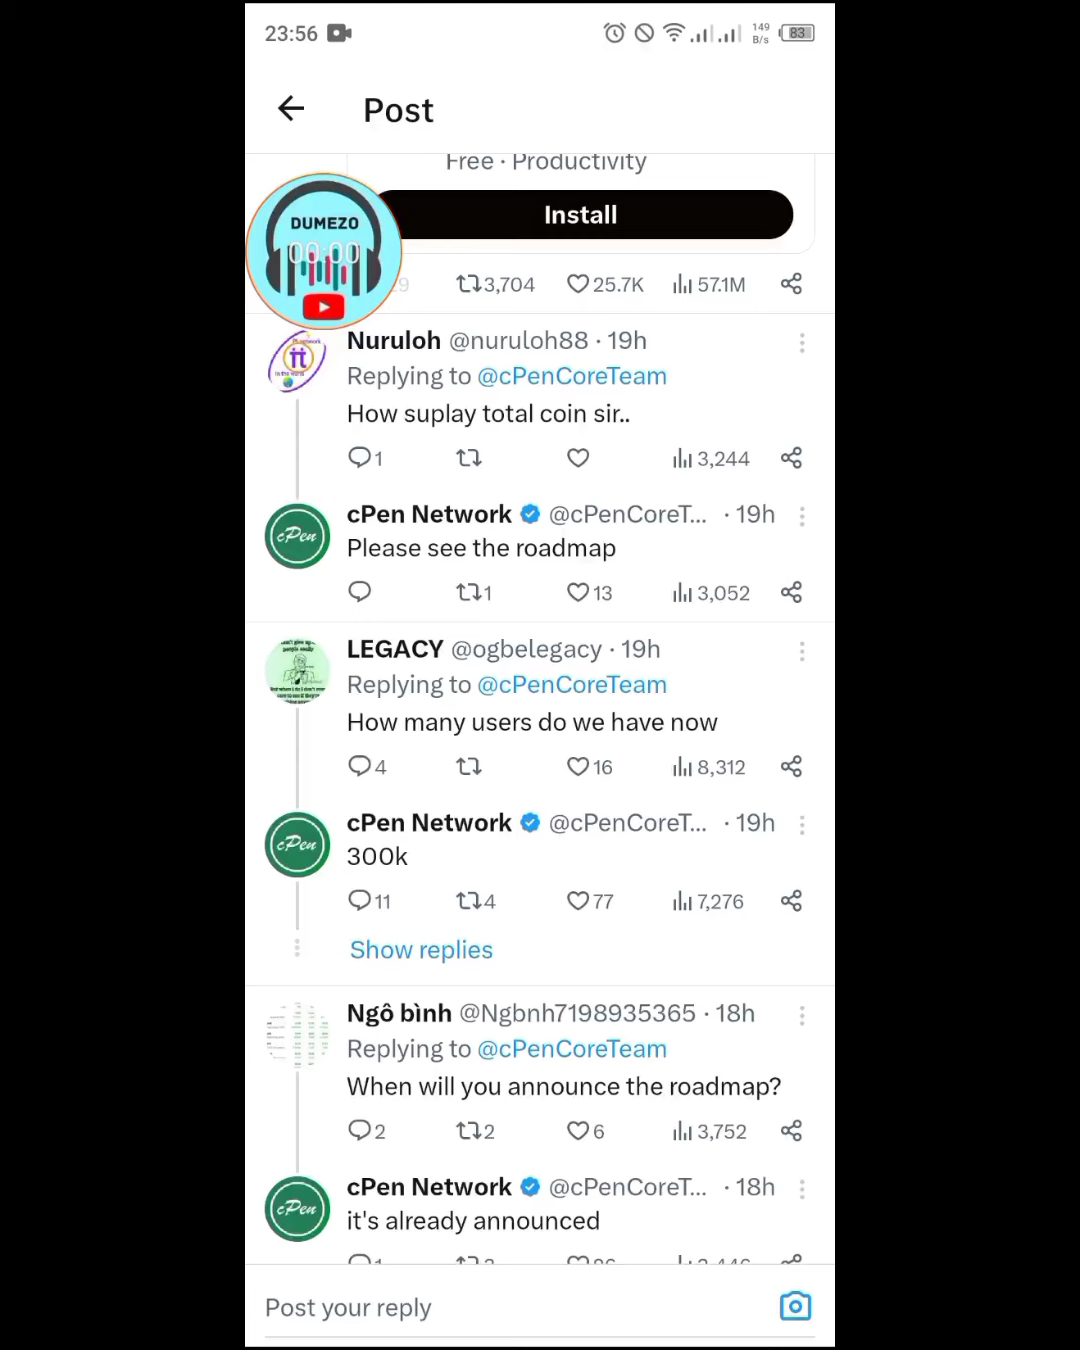 23:56
149
B/s
83
Post
Free · Productivity
Install
DUMEZO
00:00
3,704 25.7K 57.1M
Nuruloh @nuruloh88 · 19h
Replying to @cPenCoreTeam
How suplay total coin sir..
1 3,244
cPen Network @cPenCoreT... · 19h
Please see the roadmap
1 13 3,052
LEGACY @ogbelegacy · 19h
Replying to @cPenCoreTeam
How many users do we have now
4 16 8,312
cPen Network @cPenCoreT... · 19h
300k
11 4 77 7,276
Show replies
Ngô bình @Ngbnh7198935365 · 18h
Replying to @cPenCoreTeam
When will you announce the roadmap?
2 2 6 3,752
cPen Network @cPenCoreT... · 18h
it's already announced
Post your reply
cPen
cPen
cPen